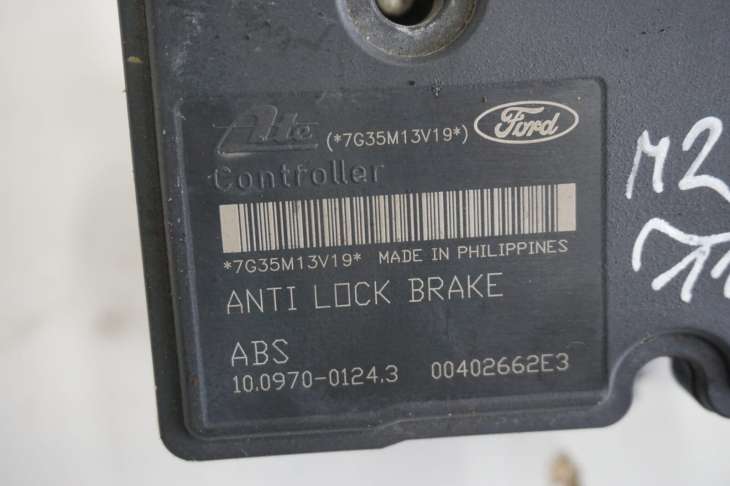 Ate (*7G35M13V19*) Ford
Controller
*7G35M13V19* MADE IN PHILIPPINES
ANTI LOCK BRAKE
ABS
10.0970-0124.3 00402662E3
M2